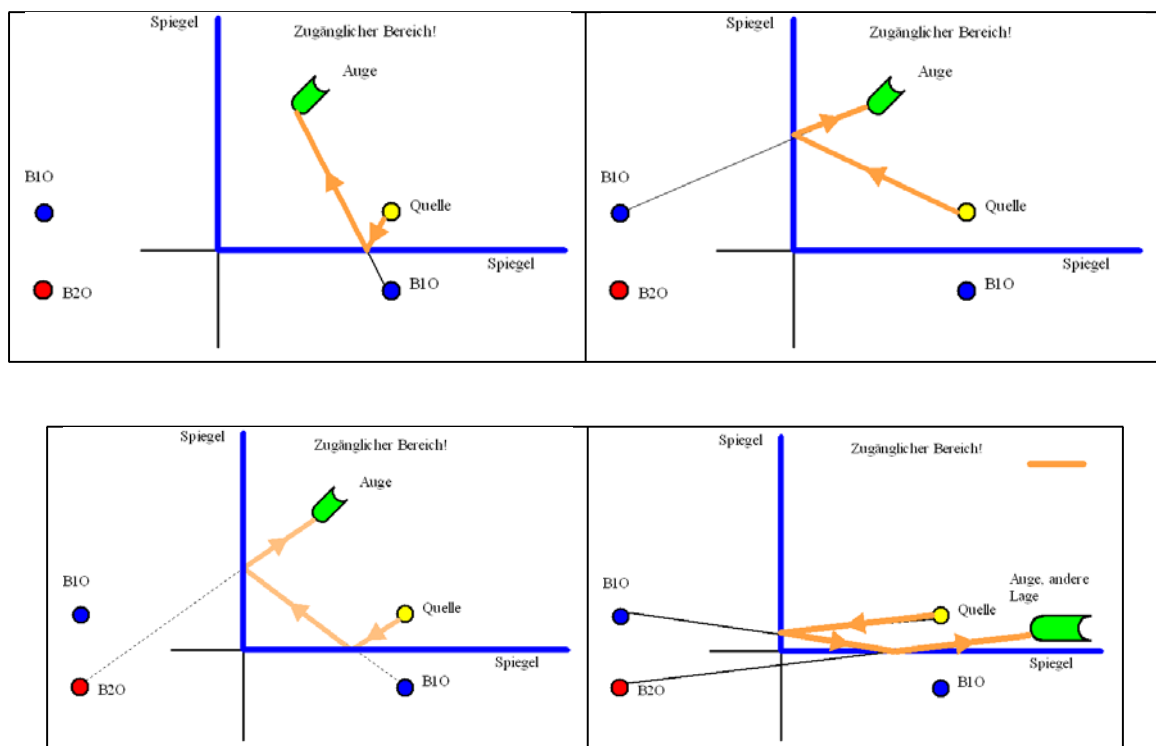 Spiegel
Zugänglicher Bereich!
Auge
B1O
Quelle
Spiegel
B1O
B2O
Spiegel
Zugänglicher Bereich!
Auge
B1O
Quelle
Spiegel
B1O
B2O
Spiegel
Zugänglicher Bereich!
Auge
B1O
Quelle
Spiegel
B1O
B2O
Spiegel
Zugänglicher Bereich!
Auge, andere
Lage
B1O
Quelle
Spiegel
B1O
B2O